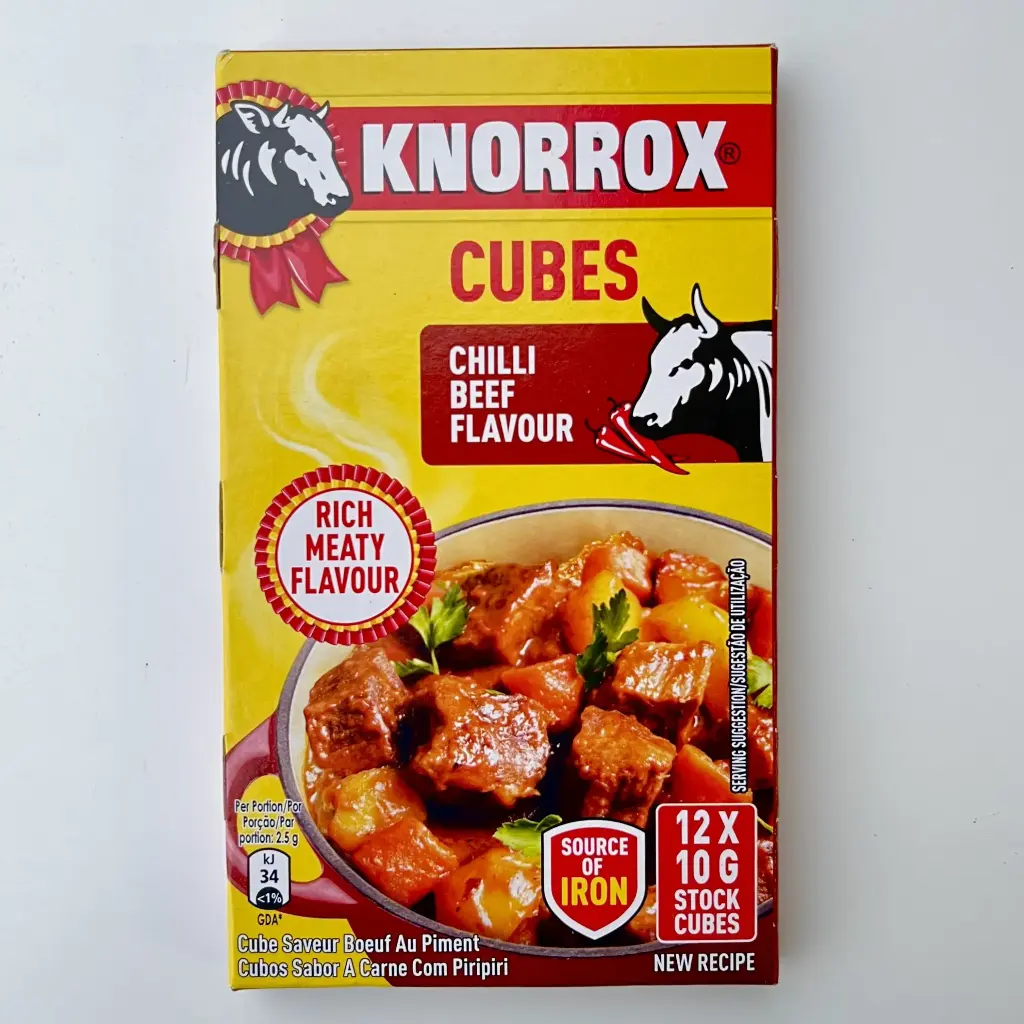 KNORROX®
CUBES
CHILLI
BEEF
FLAVOUR
RICH
MEATY
FLAVOUR
SERVING SUGGESTION/SUGESTÃO DE UTILIZAÇÃO
Per Portion/Por
Porção/Par
portion: 2.5 g
kJ
34
<1%
GDA*
SOURCE
OF
IRON
12 X
10 G
STOCK
CUBES
Cube Saveur Boeuf Au Piment
Cubos Sabor A Carne Com Piripiri
NEW RECIPE